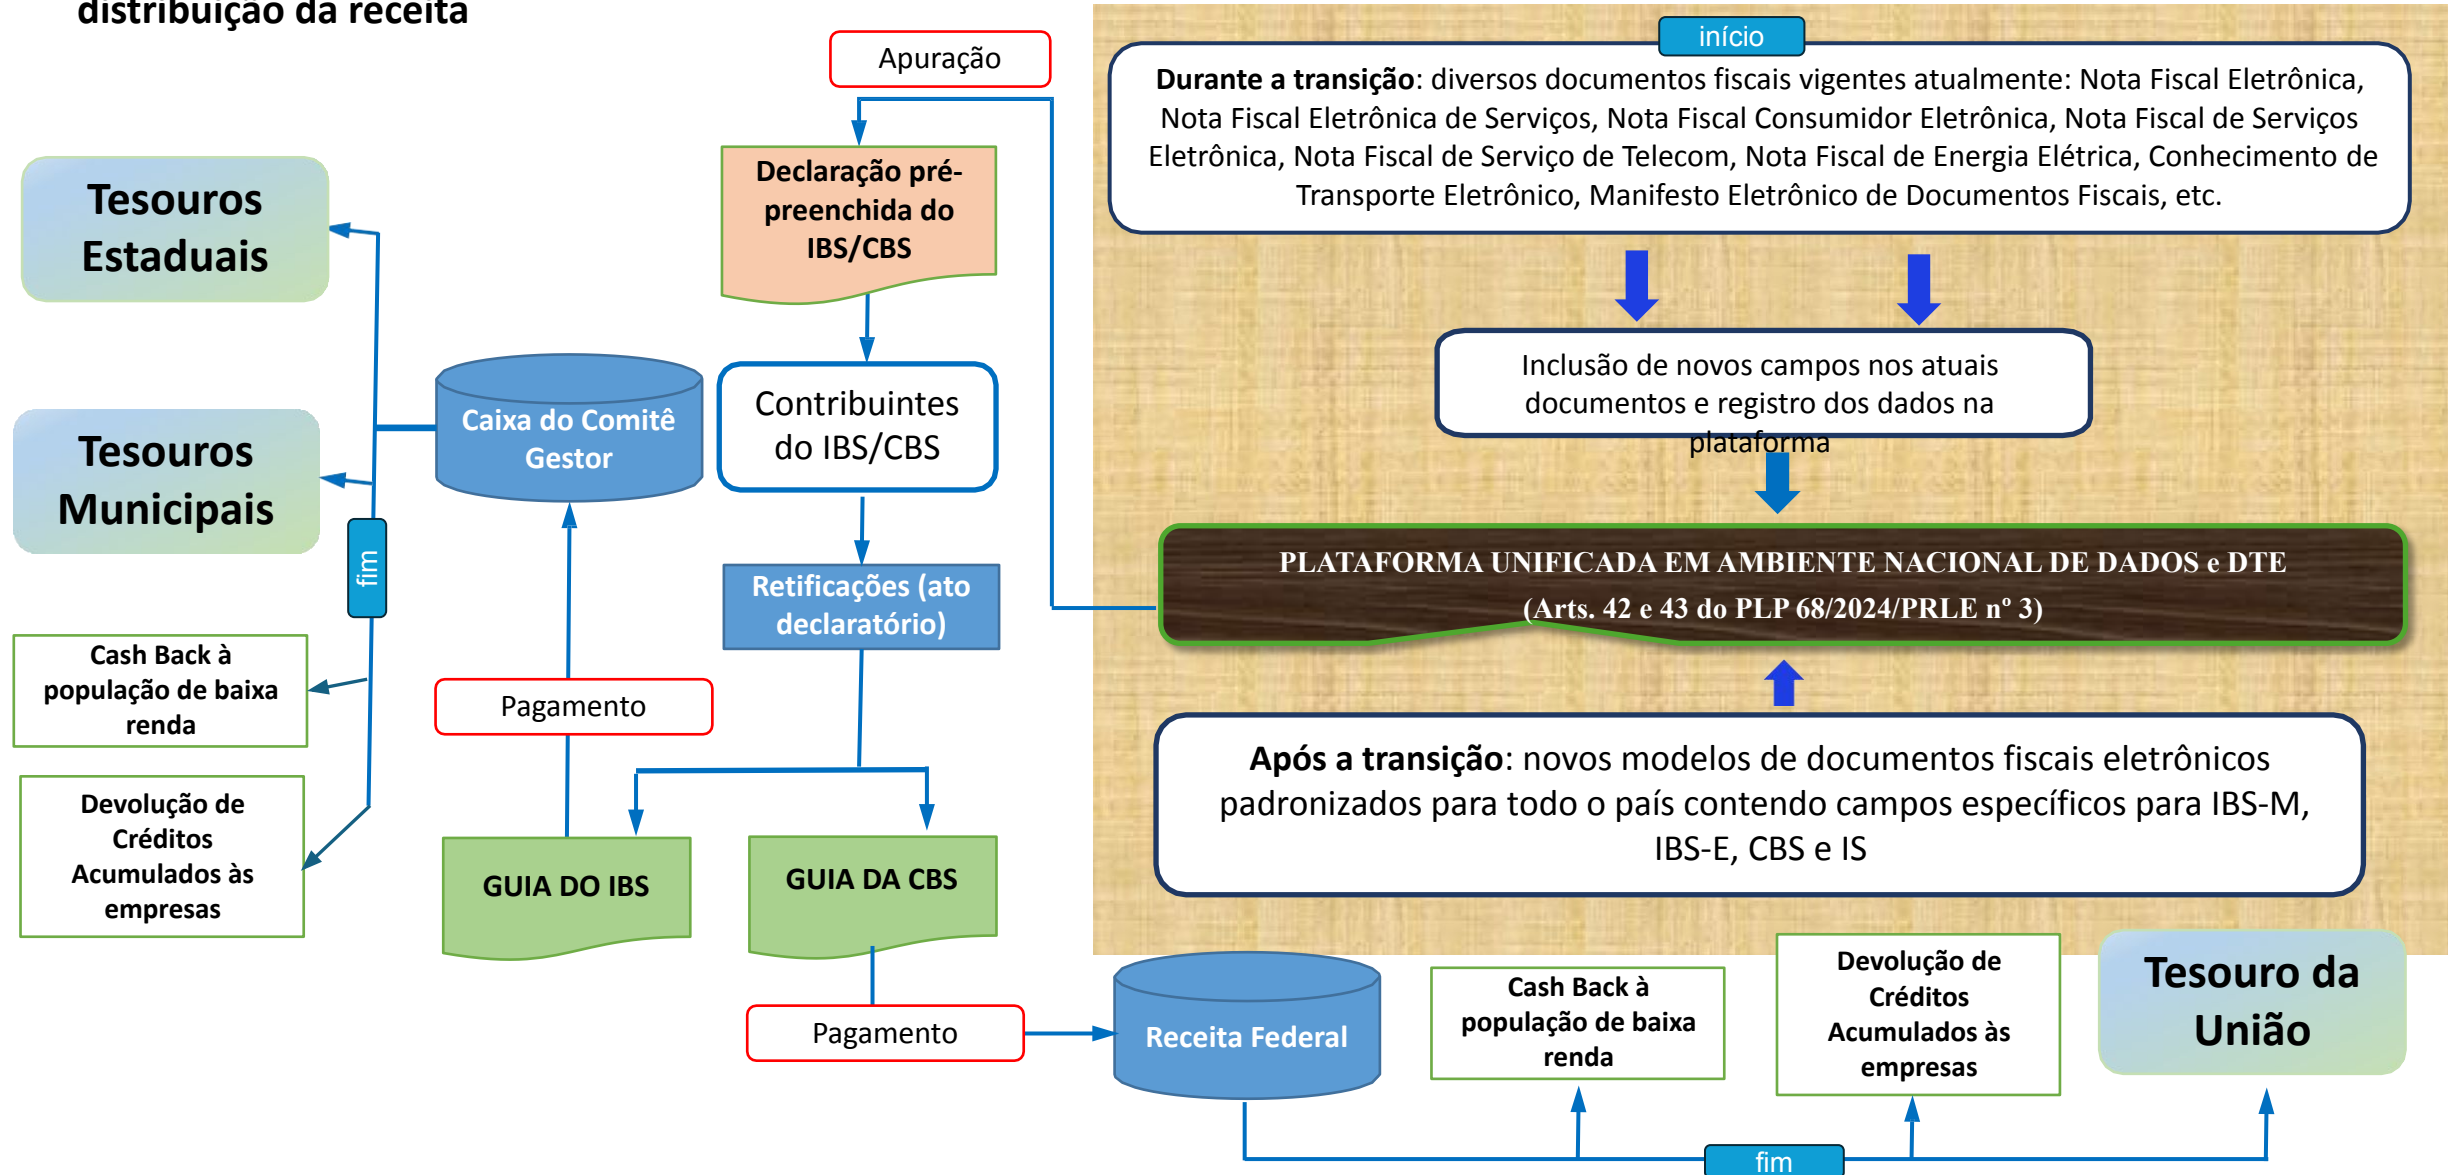 distribuição da receita
Apuração
início
Durante a transição: diversos documentos fiscais vigentes atualmente: Nota Fiscal Eletrônica,
Nota Fiscal Eletrônica de Serviços, Nota Fiscal Consumidor Eletrônica, Nota Fiscal de Serviços
Eletrônica, Nota Fiscal de Serviço de Telecom, Nota Fiscal de Energia Elétrica, Conhecimento de
Transporte Eletrônico, Manifesto Eletrônico de Documentos Fiscais, etc.
Declaração pré-
preenchida do
IBS/CBS
Tesouros
Estaduais
Inclusão de novos campos nos atuais
documentos e registro dos dados na
plataforma
Caixa do Comitê
Gestor
Contribuintes
do IBS/CBS
Tesouros
Municipais
fim
PLATAFORMA UNIFICADA EM AMBIENTE NACIONAL DE DADOS e DTE
(Arts. 42 e 43 do PLP 68/2024/PRLE nº 3)
Retificações (ato
declaratório)
Cash Back à
população de baixa
renda
Pagamento
Após a transição: novos modelos de documentos fiscais eletrônicos
padronizados para todo o país contendo campos específicos para IBS-M,
IBS-E, CBS e IS
Devolução de
Créditos
Acumulados às
empresas
GUIA DO IBS
GUIA DA CBS
Pagamento
Receita Federal
Cash Back à
população de baixa
renda
Devolução de
Créditos
Acumulados às
empresas
Tesouro da
União
fim